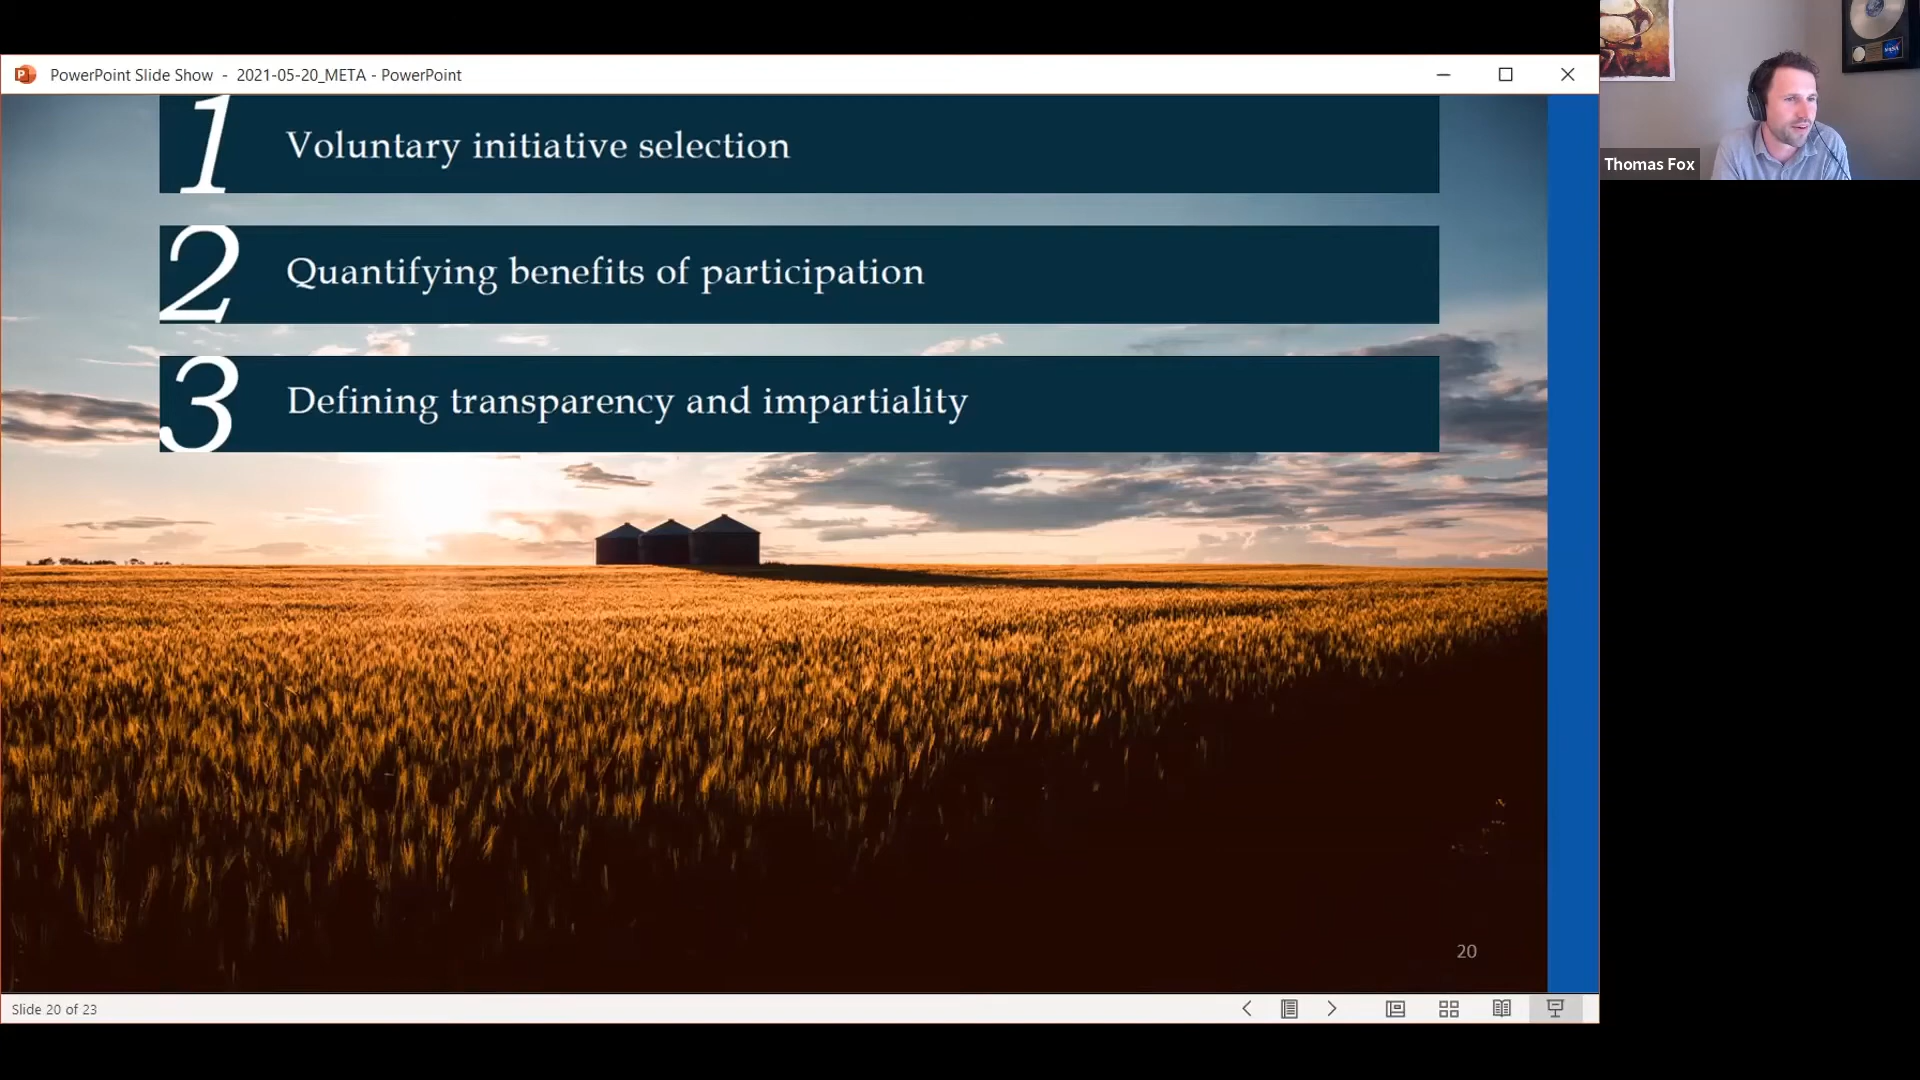 PowerPoint Slide Show - 2021-05-20_META - PowerPoint
1 Voluntary initiative selection
2 Quantifying benefits of participation
3 Defining transparency and impartiality
20
Slide 20 of 23
Thomas Fox
NASA